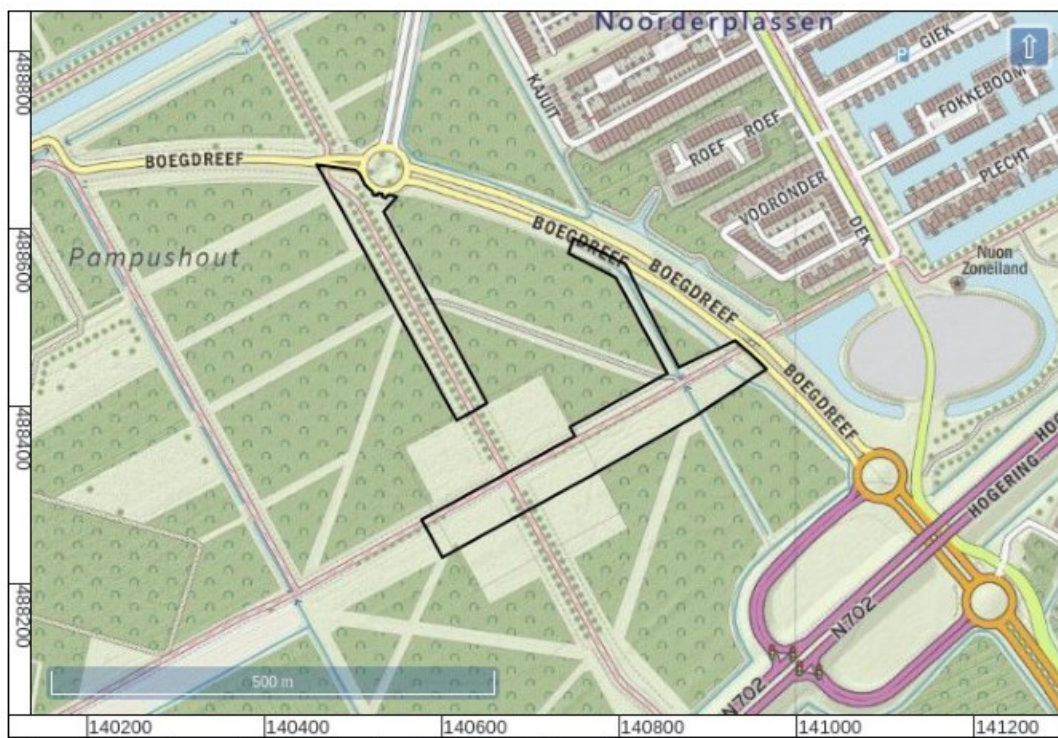 Noorderplassen
GIEK
P
KAJUIT
FOKKEBOOM
ROEF
ROEF
PLECHT
BOEGDREEF
VOORONDER
DEK
BOEGDREEF
Pampushout
BOEGDREEF
Nuon
Zoneiland
BOEGDREEF
BOEGDREEF
HOGERING
HO
N702
N702
500 m
488800
488600
488400
488200
140200
140400
140600
140800
141000
141200